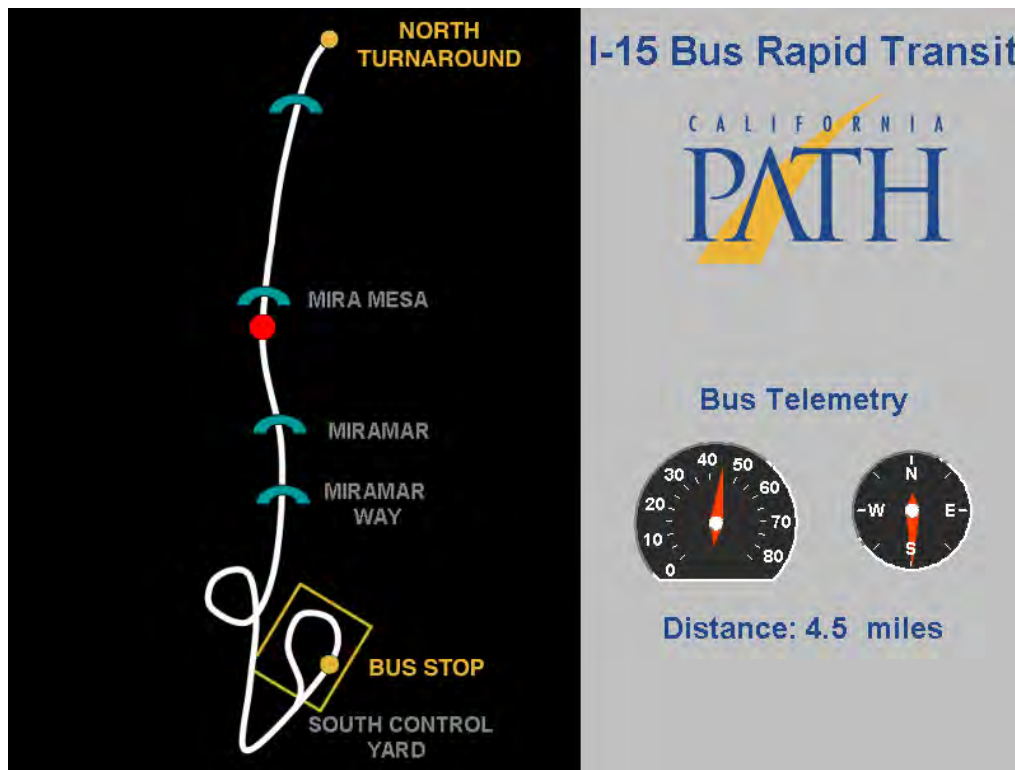 NORTH
TURNAROUND
MIRA MESA
MIRAMAR
MIRAMAR
WAY
BUS STOP
SOUTH CONTROL
YARD
I-15 Bus Rapid Transit
CALIFORNIA
PATH
Bus Telemetry
0
10
20
30
40
50
60
70
80
N
W
E
S
Distance: 4.5 miles